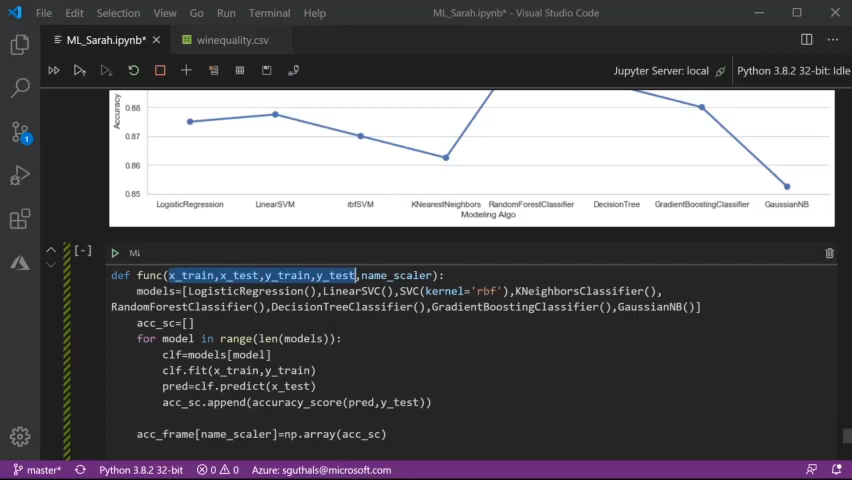 File Edit Selection View Go Run Terminal Help ML_Sarah.ipynb* - Visual Studio Code
ML_Sarah.ipynb* winequality.csv
Jupyter Server: local Python 3.8.2 32-bit: Idle
Accuracy
0.88
0.87
0.86
0.85
LogisticRegression LinearSVM rbfSVM KNearestNeighbors RandomForestClassifier DecisionTree GradientBoostingClassifier GaussianNB
Modeling Algo
1
[-] M↓
def func(x_train,x_test,y_train,y_test,name_scaler):
models=[LogisticRegression(),LinearSVC(),SVC(kernel='rbf'),KNeighborsClassifier(),
RandomForestClassifier(),DecisionTreeClassifier(),GradientBoostingClassifier(),GaussianNB()]
acc_sc=[]
for model in range(len(models)):
clf=models[model]
clf.fit(x_train,y_train)
pred=clf.predict(x_test)
acc_sc.append(accuracy_score(pred,y_test))
acc_frame[name_scaler]=np.array(acc_sc)
master* Python 3.8.2 32-bit 0 0 Azure: sguthals@microsoft.com